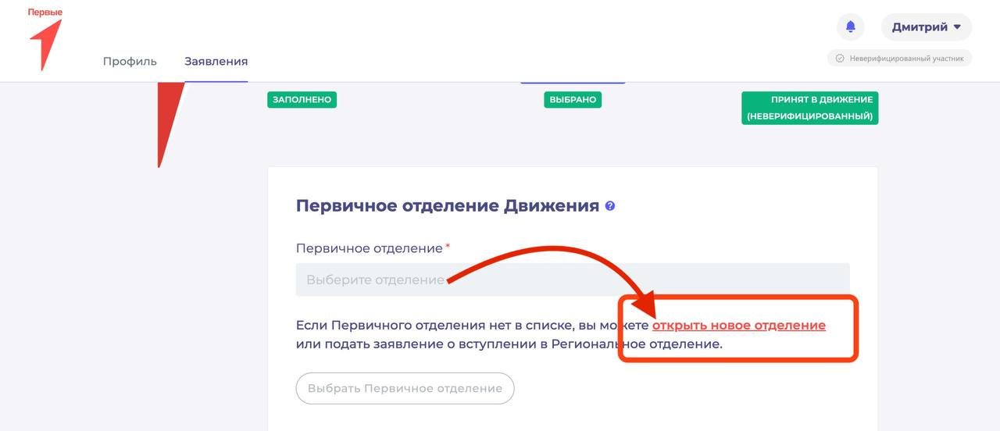 Первые
Дмитрий
Профиль
Заявления
Неверифицированный участник
ЗАПОЛНЕНО
ВЫБРАНО
ПРИНЯТ В ДВИЖЕНИЕ
(НЕВЕРИФИЦИРОВАННЫЙ)
Первичное отделение Движения ?
Первичное отделение *
Выберите отделение
Если Первичного отделения нет в списке, вы можете открыть новое отделение
или подать заявление о вступлении в Региональное отделение.
Выбрать Первичное отделение